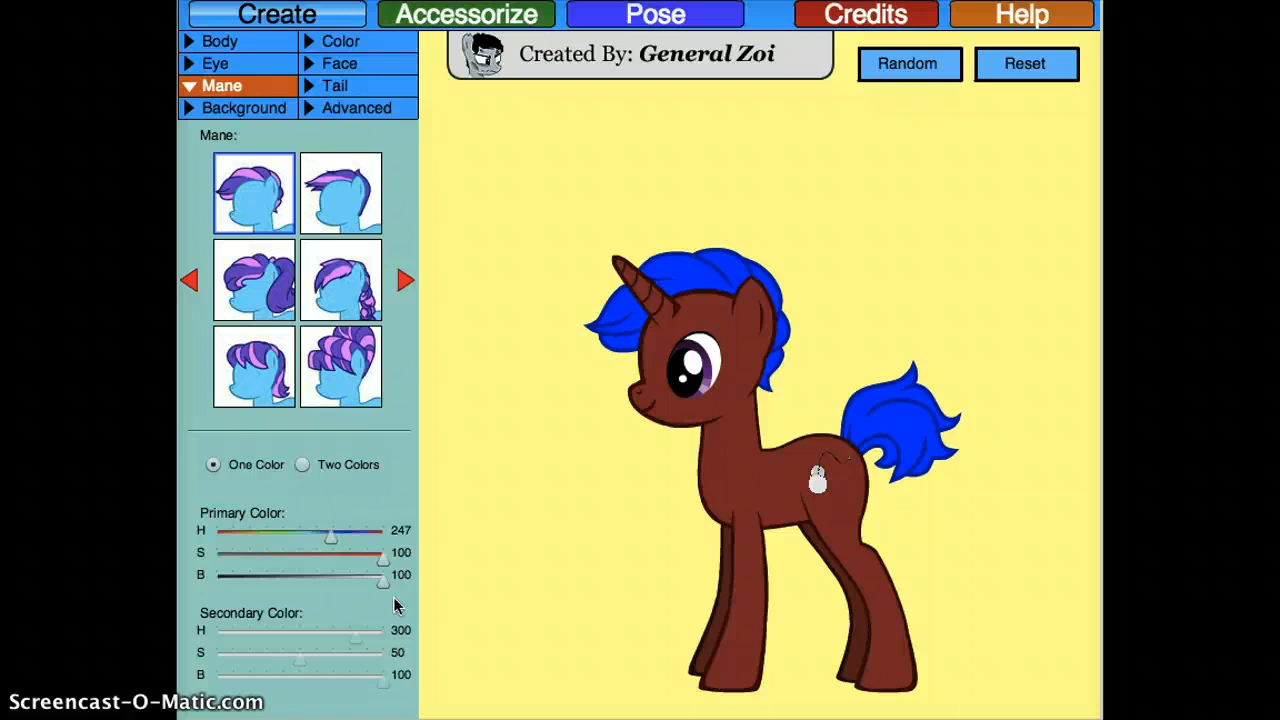 Create Accessorize Pose Credits Help
Body Color
Eye Face
Mane Tail
Background Advanced
Created By: General Zoi
Random Reset
Mane:
One Color Two Colors
Primary Color:
H 247
S 100
B 100
Secondary Color:
H 300
S 50
B 100
Screencast-O-Matic.com